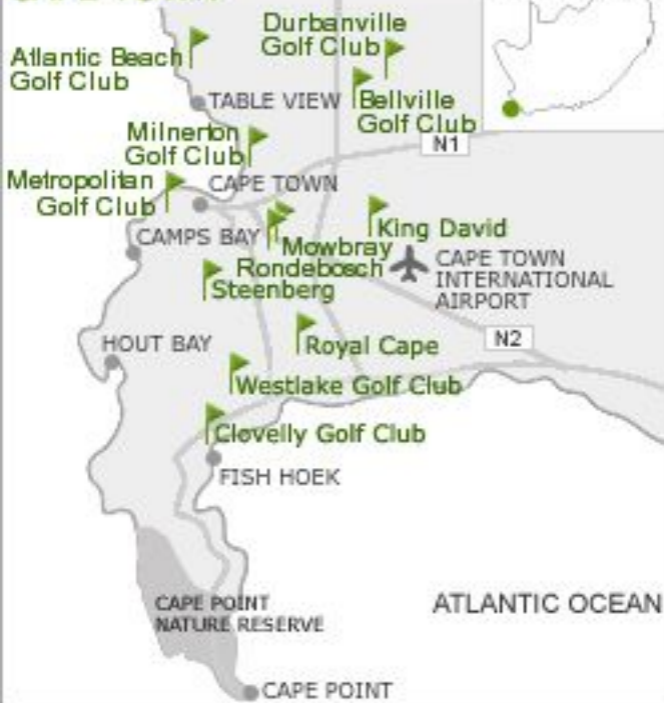 Durbanville
Golf Club
Atlantic Beach
Golf Club
TABLE VIEW
Bellville
Golf Club
Milnerton
Golf Club
N1
Metropolitan
Golf Club
CAPE TOWN
King David
CAMPS BAY
Mowbray
Rondebosch
CAPE TOWN
INTERNATIONAL
AIRPORT
Steenberg
HOUT BAY
Royal Cape
N2
Westlake Golf Club
Clovelly Golf Club
FISH HOEK
CAPE POINT
NATURE RESERVE
ATLANTIC OCEAN
CAPE POINT